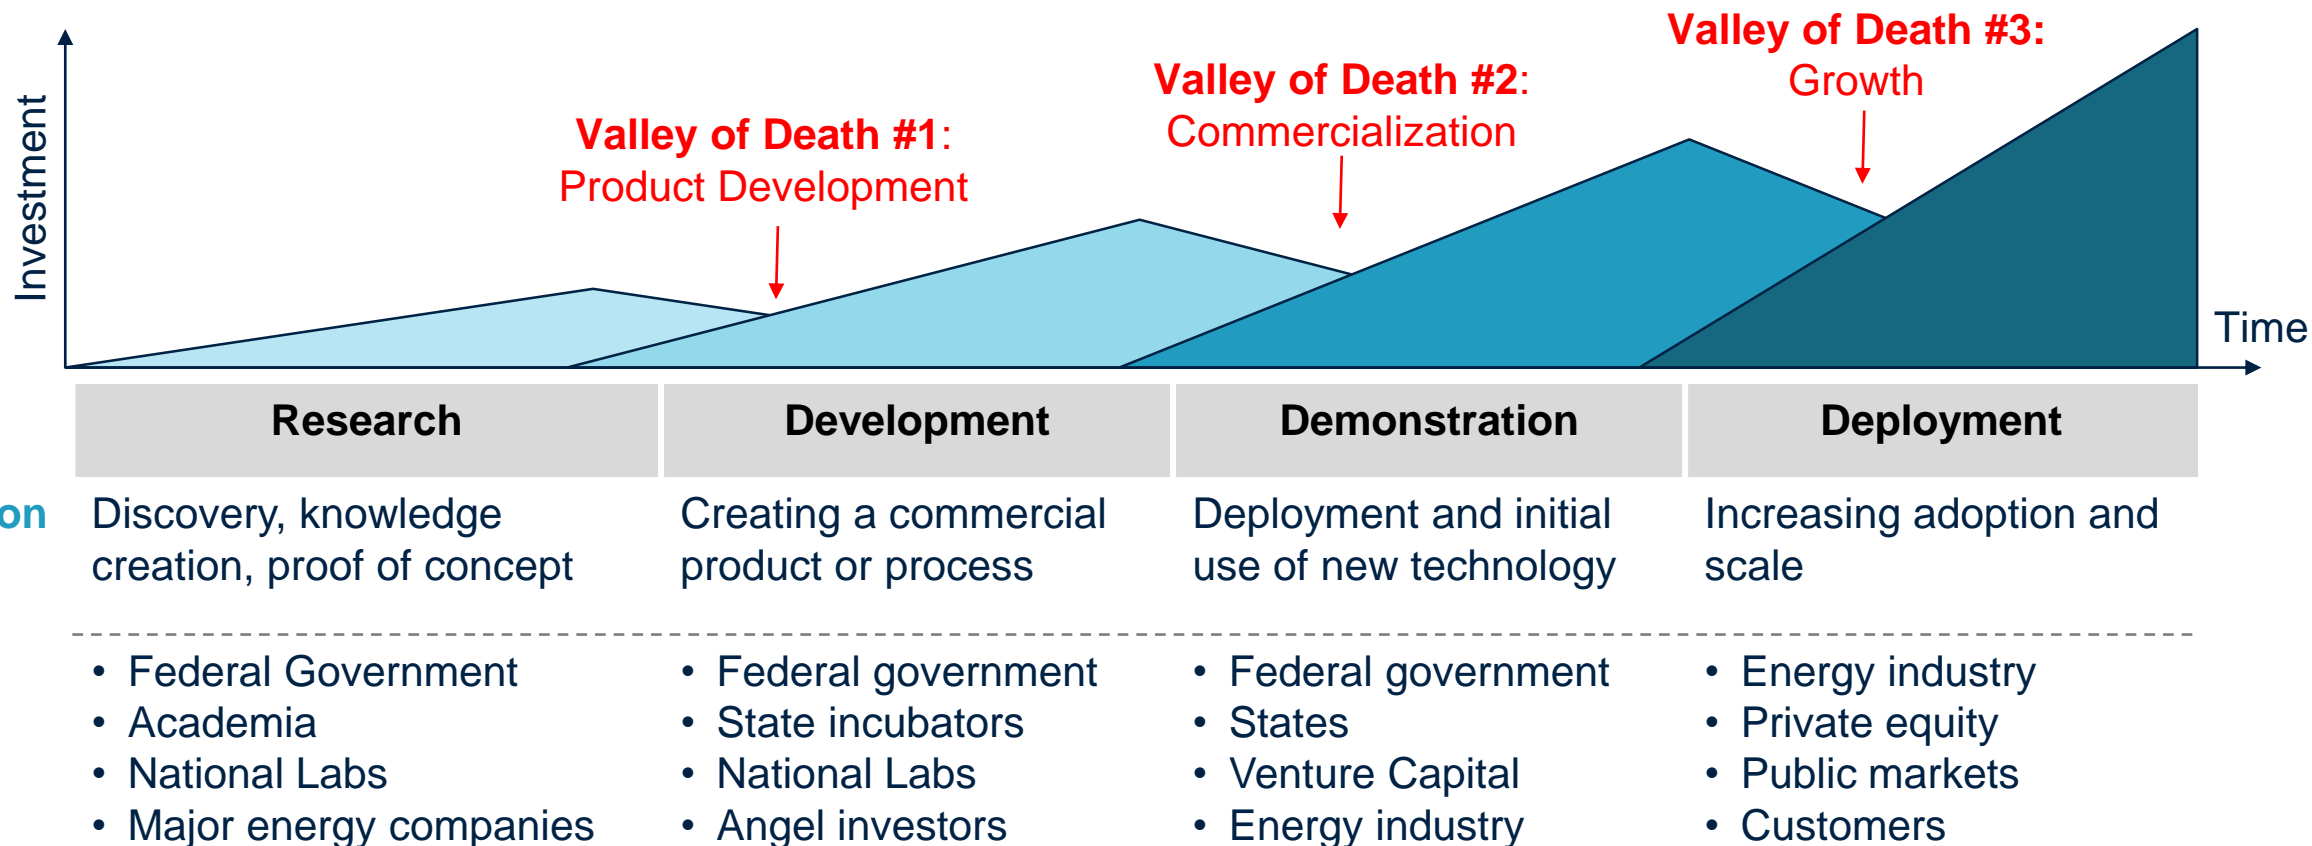 Valley of Death #3:
Growth
Valley of Death #2:
Commercialization
Valley of Death #1:
Product Development
Investment
Time
Research
Development
Demonstration
Deployment
on
Discovery, knowledge
creation, proof of concept
Creating a commercial
product or process
Deployment and initial
use of new technology
Increasing adoption and
scale
• Federal Government
• Academia
• National Labs
• Major energy companies
• Federal government
• State incubators
• National Labs
• Angel investors
• Federal government
• States
• Venture Capital
• Energy industry
• Energy industry
• Private equity
• Public markets
• Customers